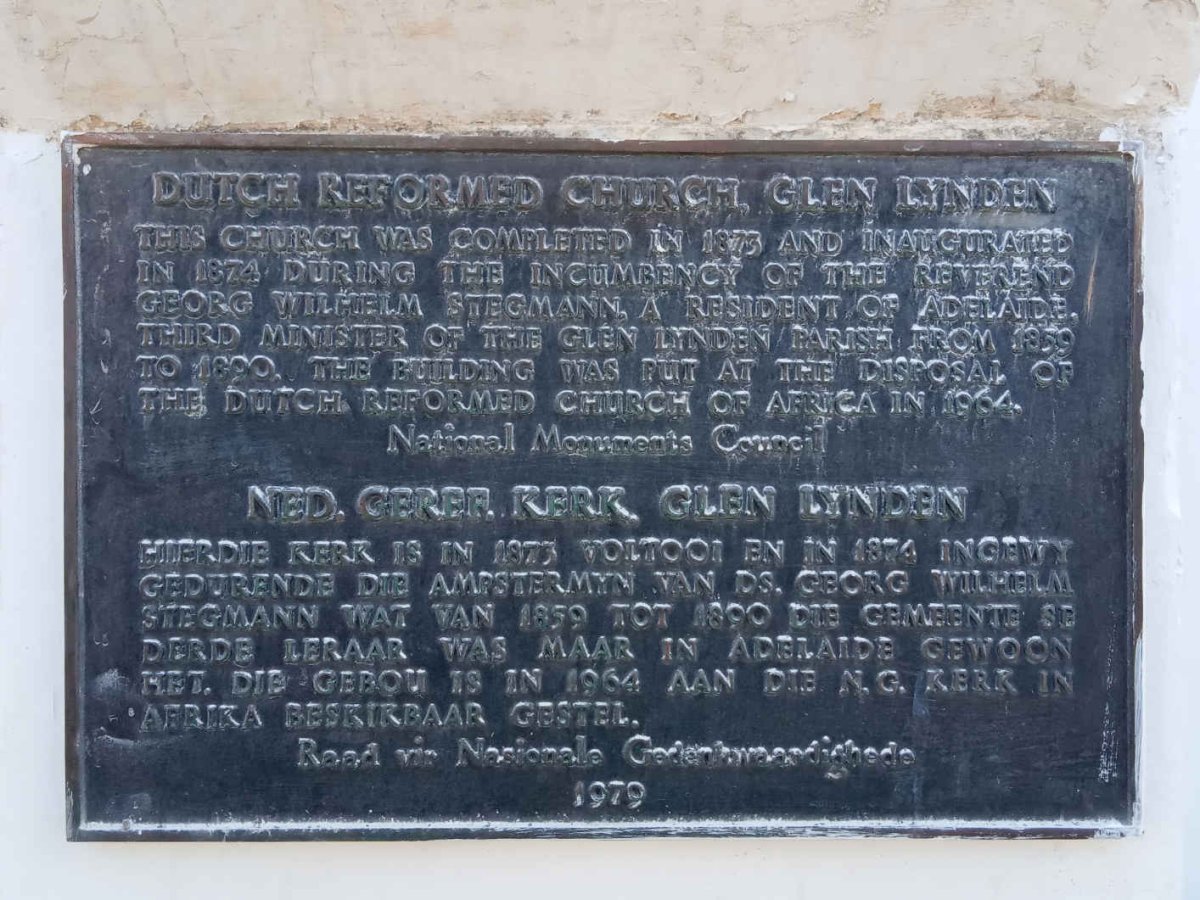 DUTCH REFORMED CHURCH, GLEN LYNDEN
THIS CHURCH WAS COMPLETED IN 1873 AND INAUGURATED
IN 1874 DURING THE INCUMBENCY OF THE REVEREND
GEORG WILHELM STEGMANN, A RESIDENT OF ADELAIDE,
THIRD MINISTER OF THE GLEN LYNDEN PARISH FROM 1859
TO 1890. THE BUILDING WAS PUT AT THE DISPOSAL OF
THE DUTCH REFORMED CHURCH OF AFRICA IN 1964.
National Monuments Council
NED. GEREF. KERK, GLEN LYNDEN
HIERDIE KERK IS IN 1873 VOLTOOI EN IN 1874 INGEWY
GEDURENDE DIE AMPSTERMYN VAN DS. GEORG WILHELM
STEGMANN WAT VAN 1859 TOT 1890 DIE GEMEENTE SE
DERDE LERAAR WAS MAAR IN ADELAIDE GEWOON
HET. DIE GEBOU IS IN 1964 AAN DIE N.G. KERK IN
AFRIKA BESKIKBAAR GESTEL.
Raad vir Nasionale Gedenkwaardighede
1979